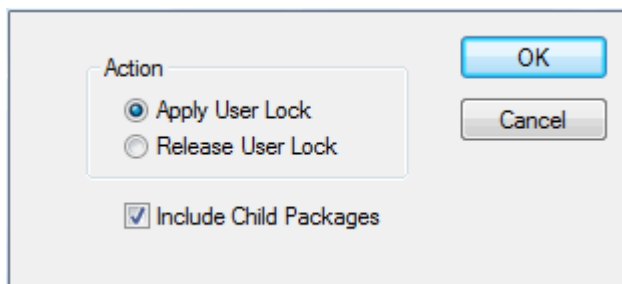 Action
OK
Apply User Lock
Cancel
Release User Lock
Include Child Packages